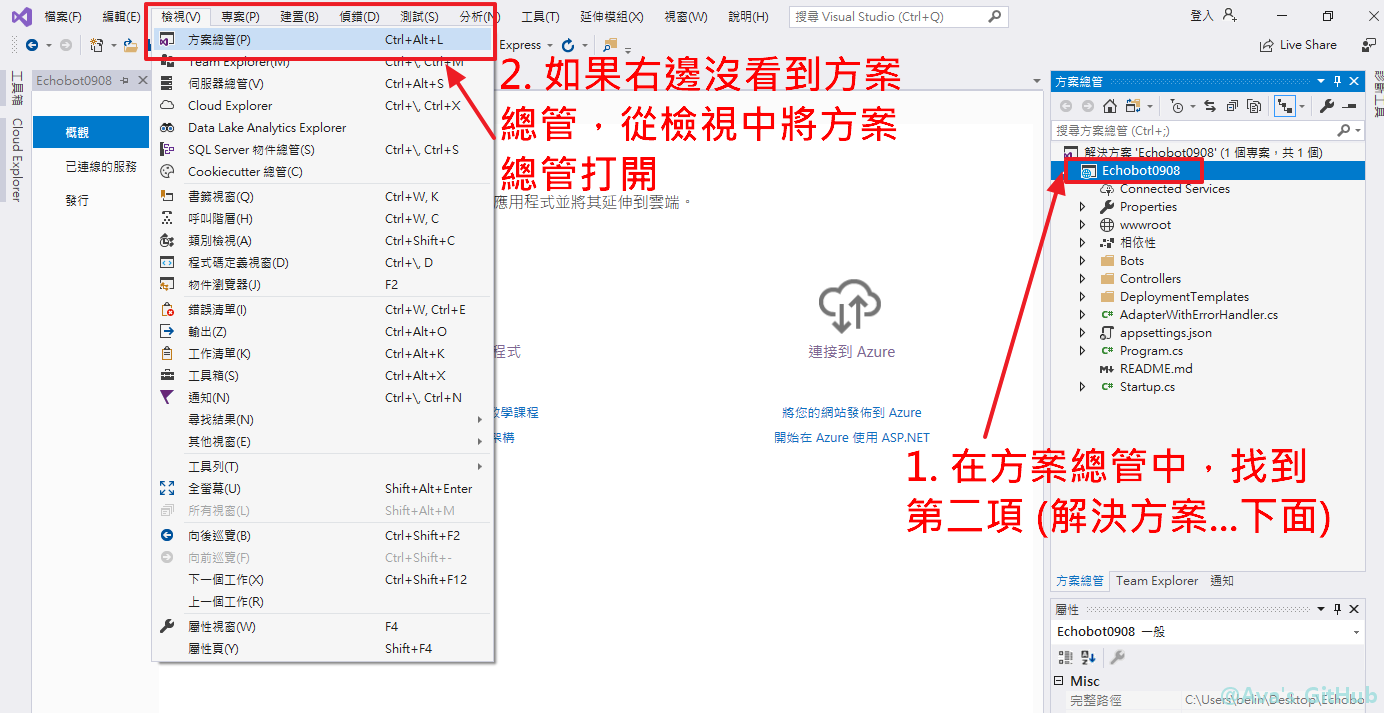 檔案(F) 編輯(E) 檢視(V) 專案(P) 建置(B) 偵錯(D) 測試(S) 分析(N) 工具(T) 延伸模組(X) 視窗(W) 說明(H) 搜尋 Visual Studio (Ctrl+Q) 登入
Express Live Share
工具箱
Cloud Explorer
Echobot0908
概觀
已連線的服務
發行
方案總管(P) Ctrl+Alt+L
Team Explorer(M) Ctrl+\, Ctrl+M
伺服器總管(V) Ctrl+Alt+S
Cloud Explorer Ctrl+\, Ctrl+X
Data Lake Analytics Explorer
SQL Server 物件總管(S) Ctrl+\, Ctrl+S
Cookiecutter 總管(C)
書籤視窗(Q) Ctrl+W, K
呼叫階層(H) Ctrl+W, C
類別檢視(A) Ctrl+Shift+C
程式碼定義視窗(D) Ctrl+\, D
物件瀏覽器(J) F2
錯誤清單(I) Ctrl+W, Ctrl+E
輸出(Z) Ctrl+Alt+O
工作清單(K) Ctrl+Alt+K
工具箱(S) Ctrl+Alt+X
通知(N) Ctrl+\, Ctrl+N
尋找結果(N)
其他視窗(E)
工具列(T)
全螢幕(U) Shift+Alt+Enter
所有視窗(L) Shift+Alt+M
向後巡覽(B) Ctrl+Shift+F2
向前巡覽(F) Ctrl+Shift+-
下一個工作(X) Ctrl+Shift+F12
上一個工作(R)
屬性視窗(W) F4
屬性頁(Y) Shift+F4
2. 如果右邊沒看到方案
總管，從檢視中將方案
總管打開
應用程式並將其延伸到雲端。
程式
教學課程
架構
連接到 Azure
將您的網站發佈到 Azure
開始在 Azure 使用 ASP.NET
方案總管
搜尋方案總管 (Ctrl+;)
解決方案 'Echobot0908' (1 個專案，共 1 個)
Echobot0908
Connected Services
Properties
wwwroot
相依性
Bots
Controllers
DeploymentTemplates
C# AdapterWithErrorHandler.cs
appsettings.json
C# Program.cs
README.md
C# Startup.cs
1. 在方案總管中，找到
第二項 (解決方案...下面)
方案總管 Team Explorer 通知
屬性
Echobot0908 一般
Misc
完整路徑 C:\Users\belin\Desktop\Echobo
@Ava's GitHub